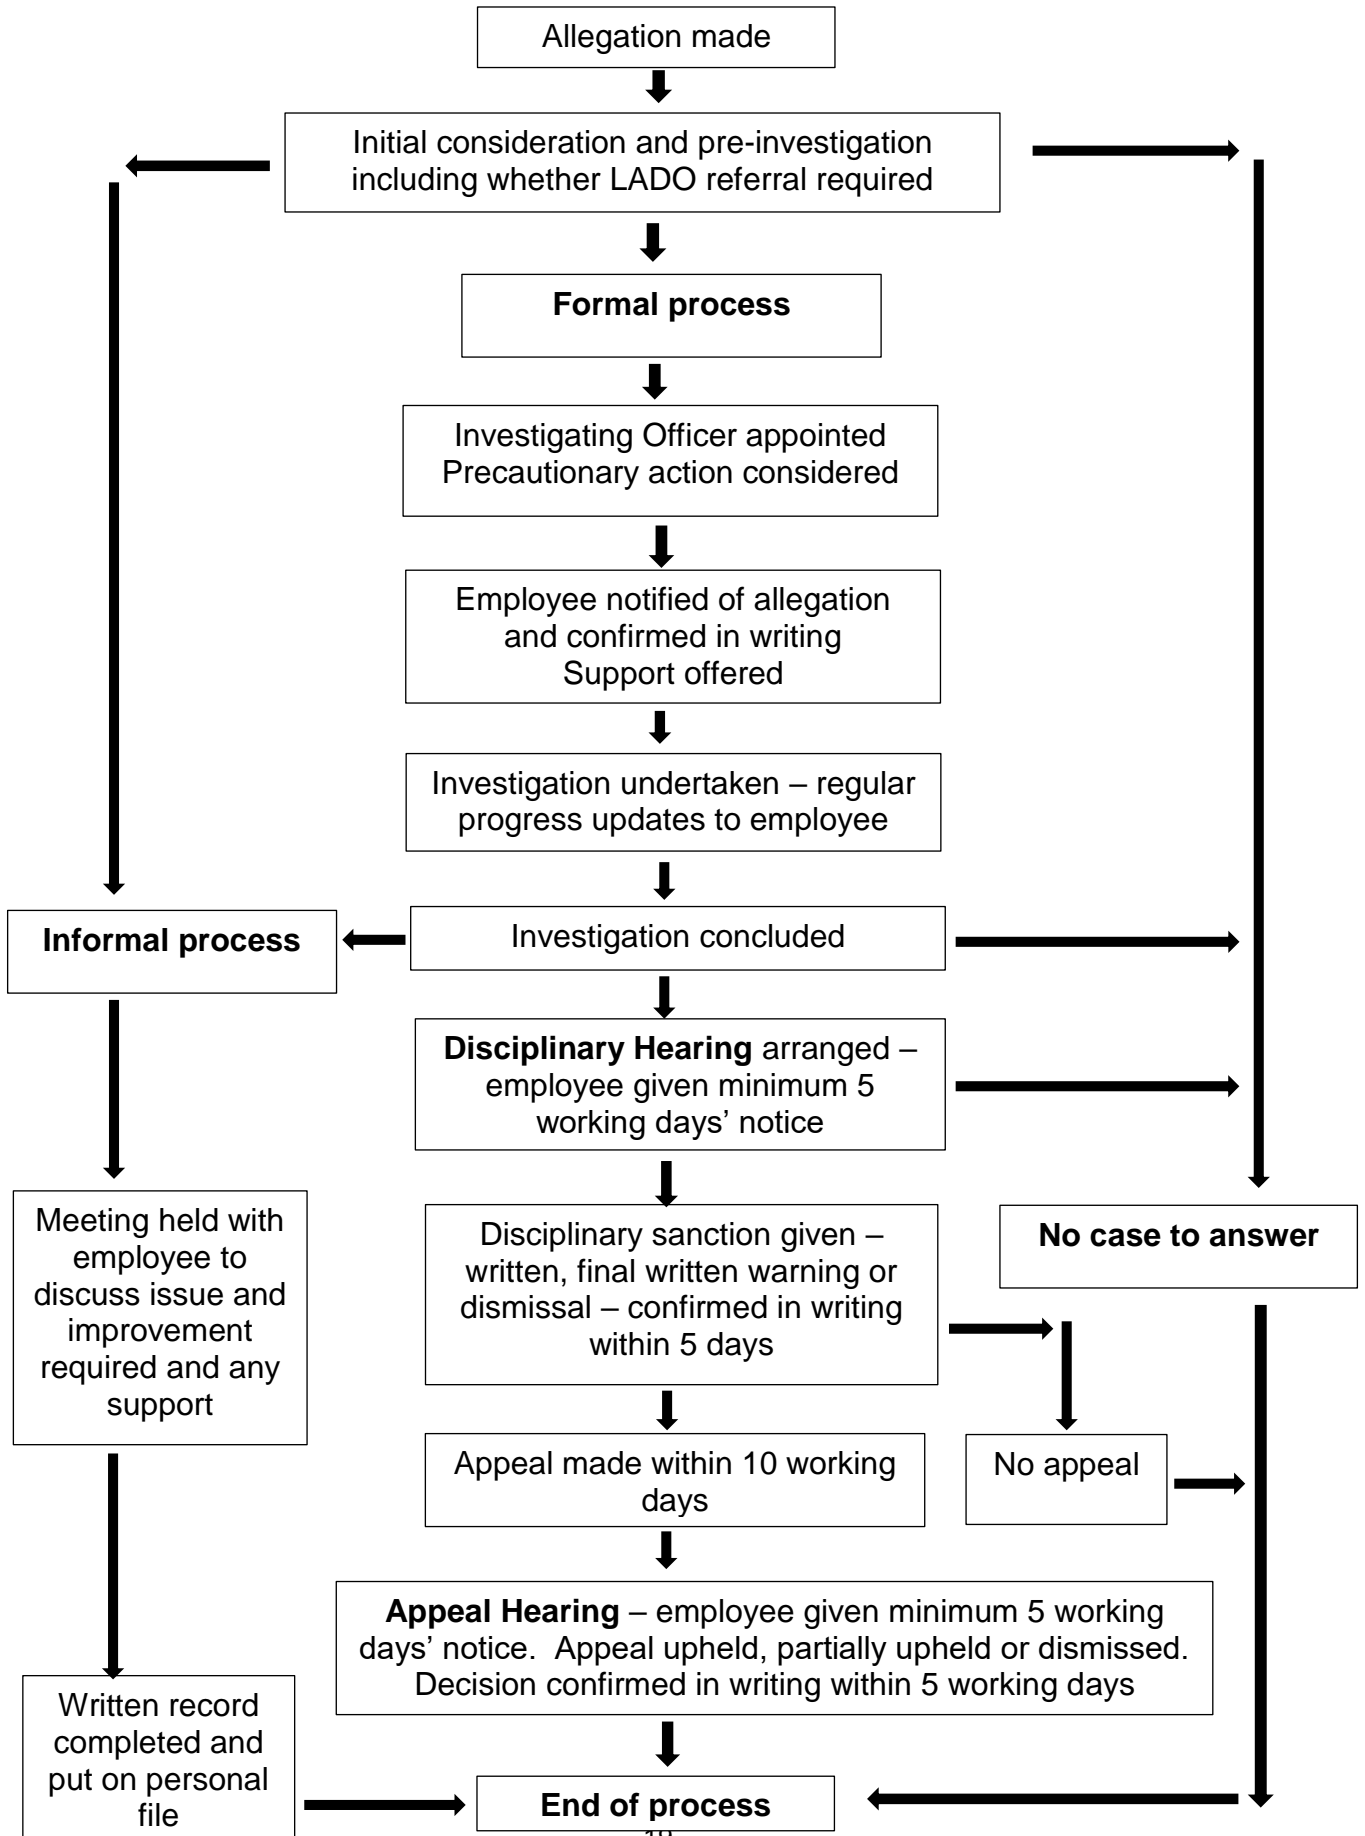 Allegation made
Initial consideration and pre-investigation
including whether LADO referral required
Formal process
Investigating Officer appointed
Precautionary action considered
Employee notified of allegation
and confirmed in writing
Support offered
Investigation undertaken – regular
progress updates to employee
Informal process
Investigation concluded
Disciplinary Hearing arranged –
employee given minimum 5
working days’ notice
Meeting held with
employee to
discuss issue and
improvement
required and any
support
Disciplinary sanction given –
written, final written warning or
dismissal – confirmed in writing
within 5 days
No case to answer
Appeal made within 10 working
days
No appeal
Appeal Hearing – employee given minimum 5 working
days’ notice.  Appeal upheld, partially upheld or dismissed.
Decision confirmed in writing within 5 working days
Written record
completed and
put on personal
file
End of process